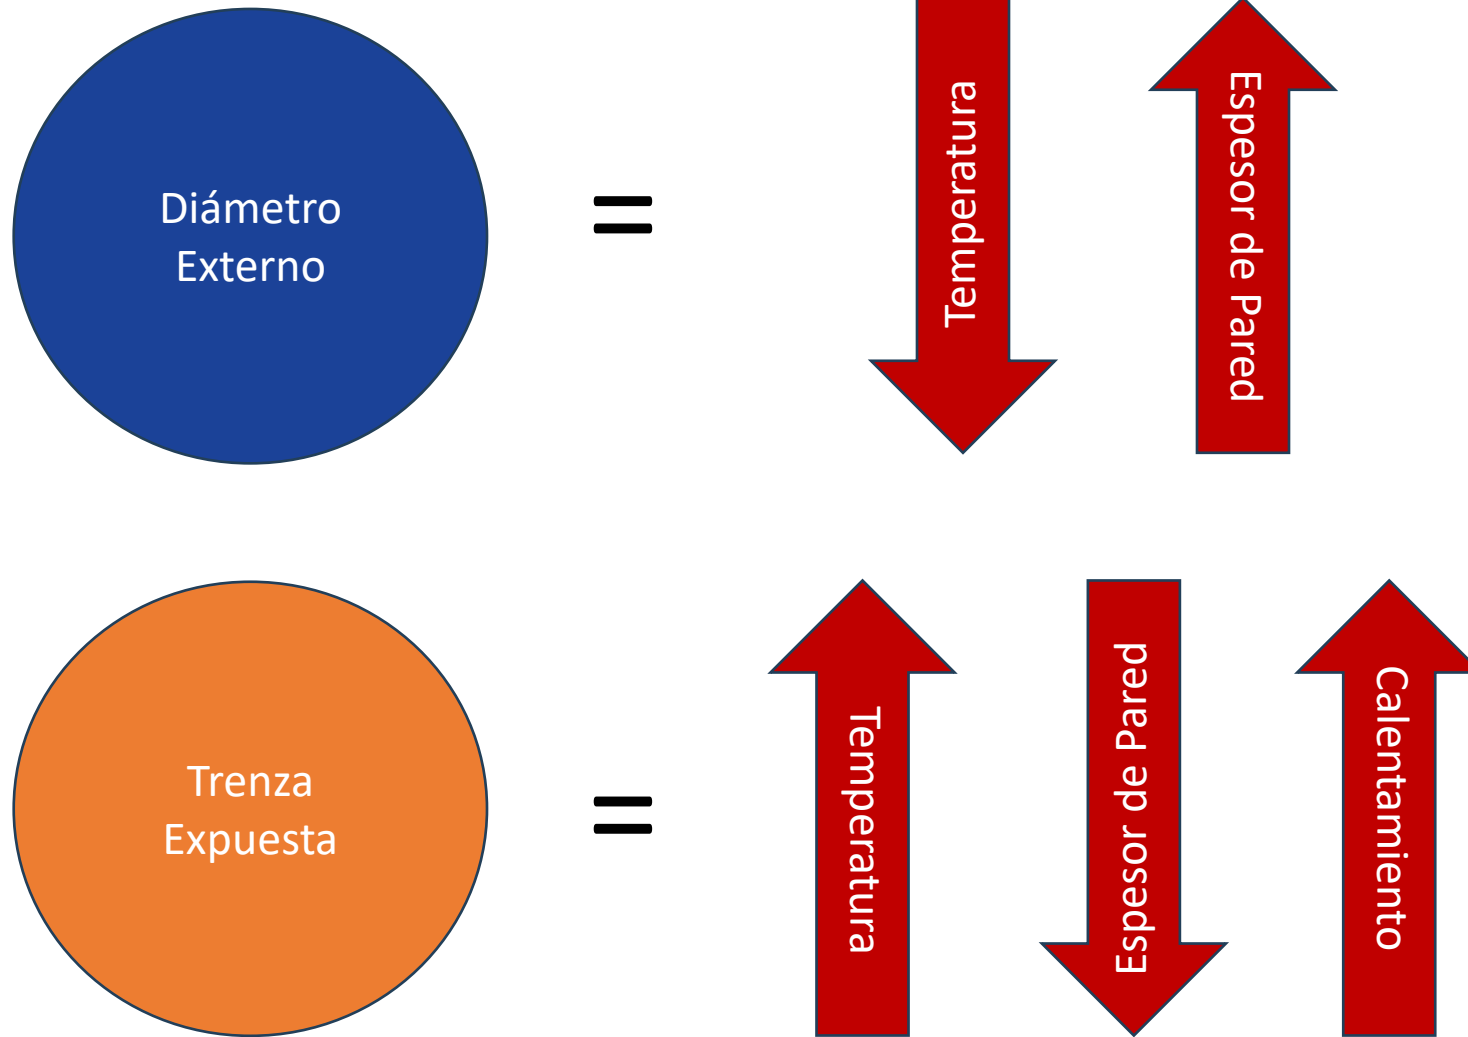 Diámetro
Externo
=
Temperatura
Espesor de Pared
Trenza
Expuesta
=
Temperatura
Espesor de Pared
Calentamiento